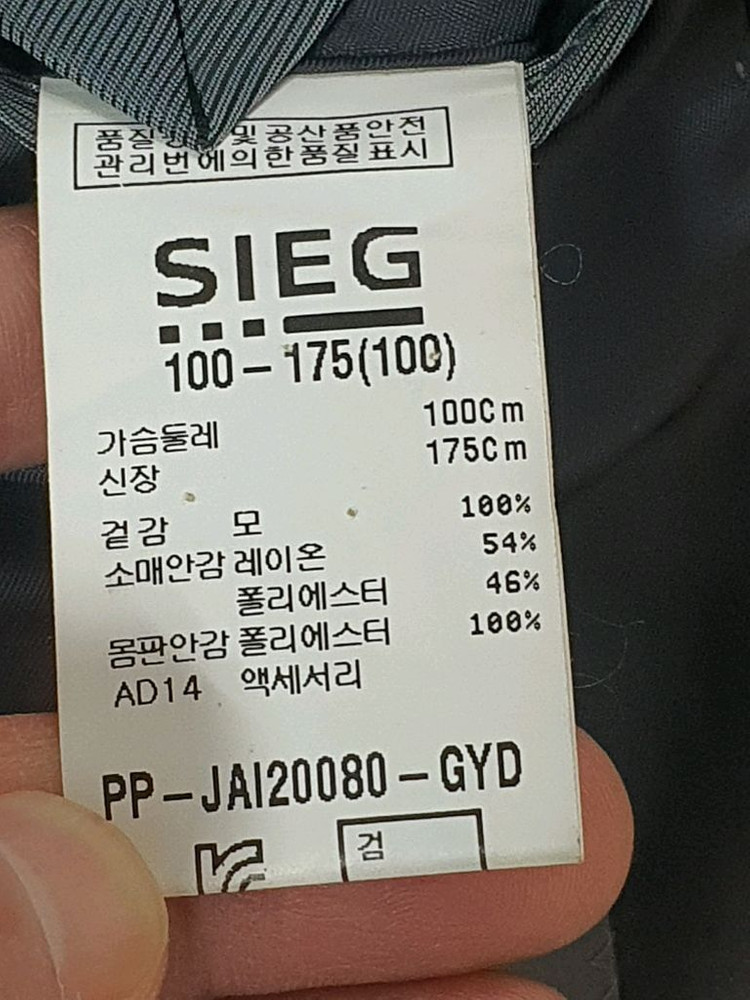 품질 및 공산품안전
관리번에의한품질표시
SIEG
100-175(100)
가슴둘레 100Cm
신장 175Cm
겉감 모 100%
소매안감 레이온 54%
폴리에스터 46%
몸판안감 폴리에스터 100%
AD14 액세서리
PP-JAI20080-GYD
검